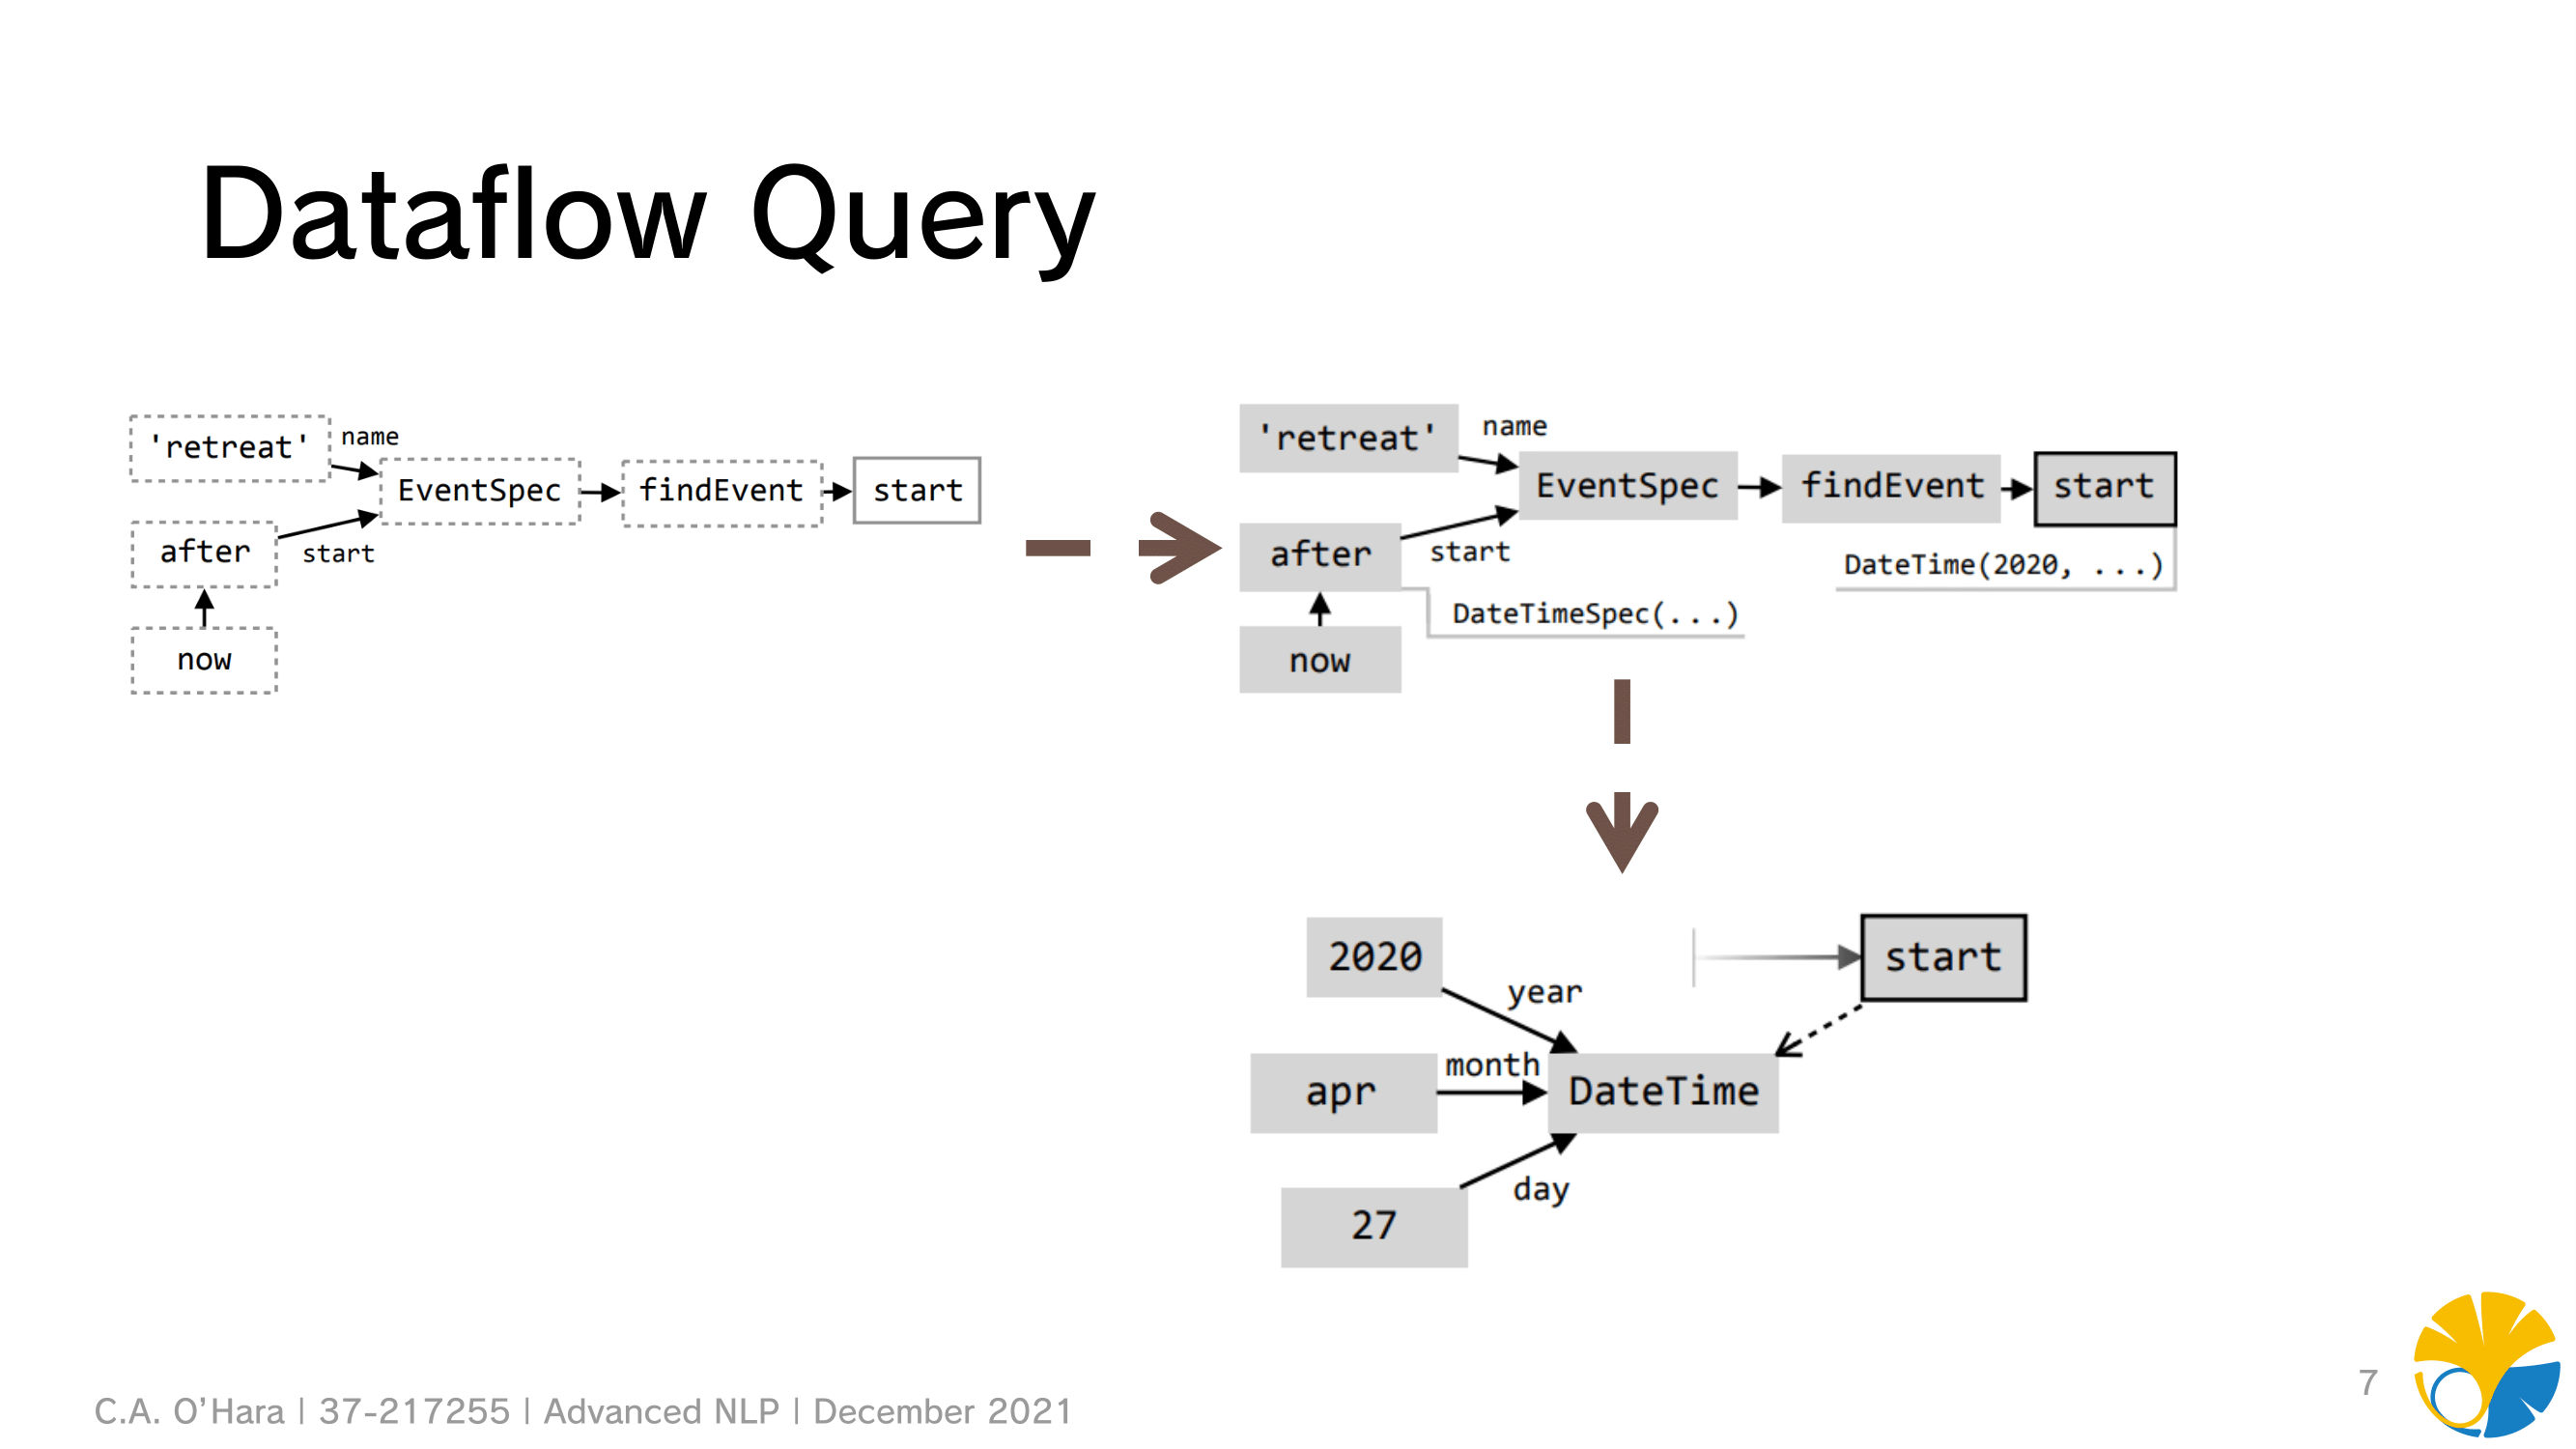 Dataflow Query
'retreat'
name
EventSpec
findEvent
start
after
start
now
'retreat'
name
EventSpec
findEvent
start
after
start
DateTime(2020, ...)
DateTimeSpec(...)
now
2020
start
year
month
apr
DateTime
day
27
7
C.A. O’Hara | 37-217255 | Advanced NLP | December 2021